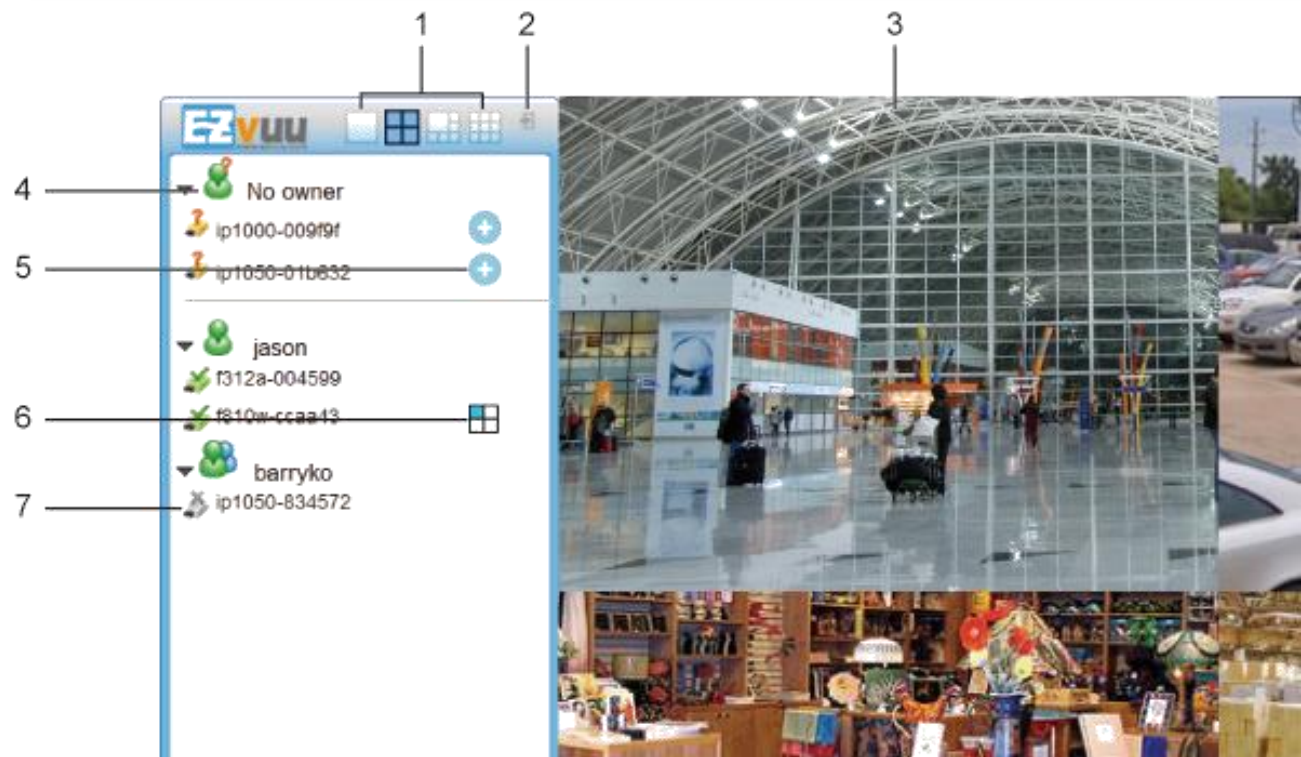 1 2 3
EZvuu
4 No owner
ip1000-009f9f
5 ip1050-01b632
jason
f312a-004599
6 f810w-ccaa43
barryko
7 ip1050-834572